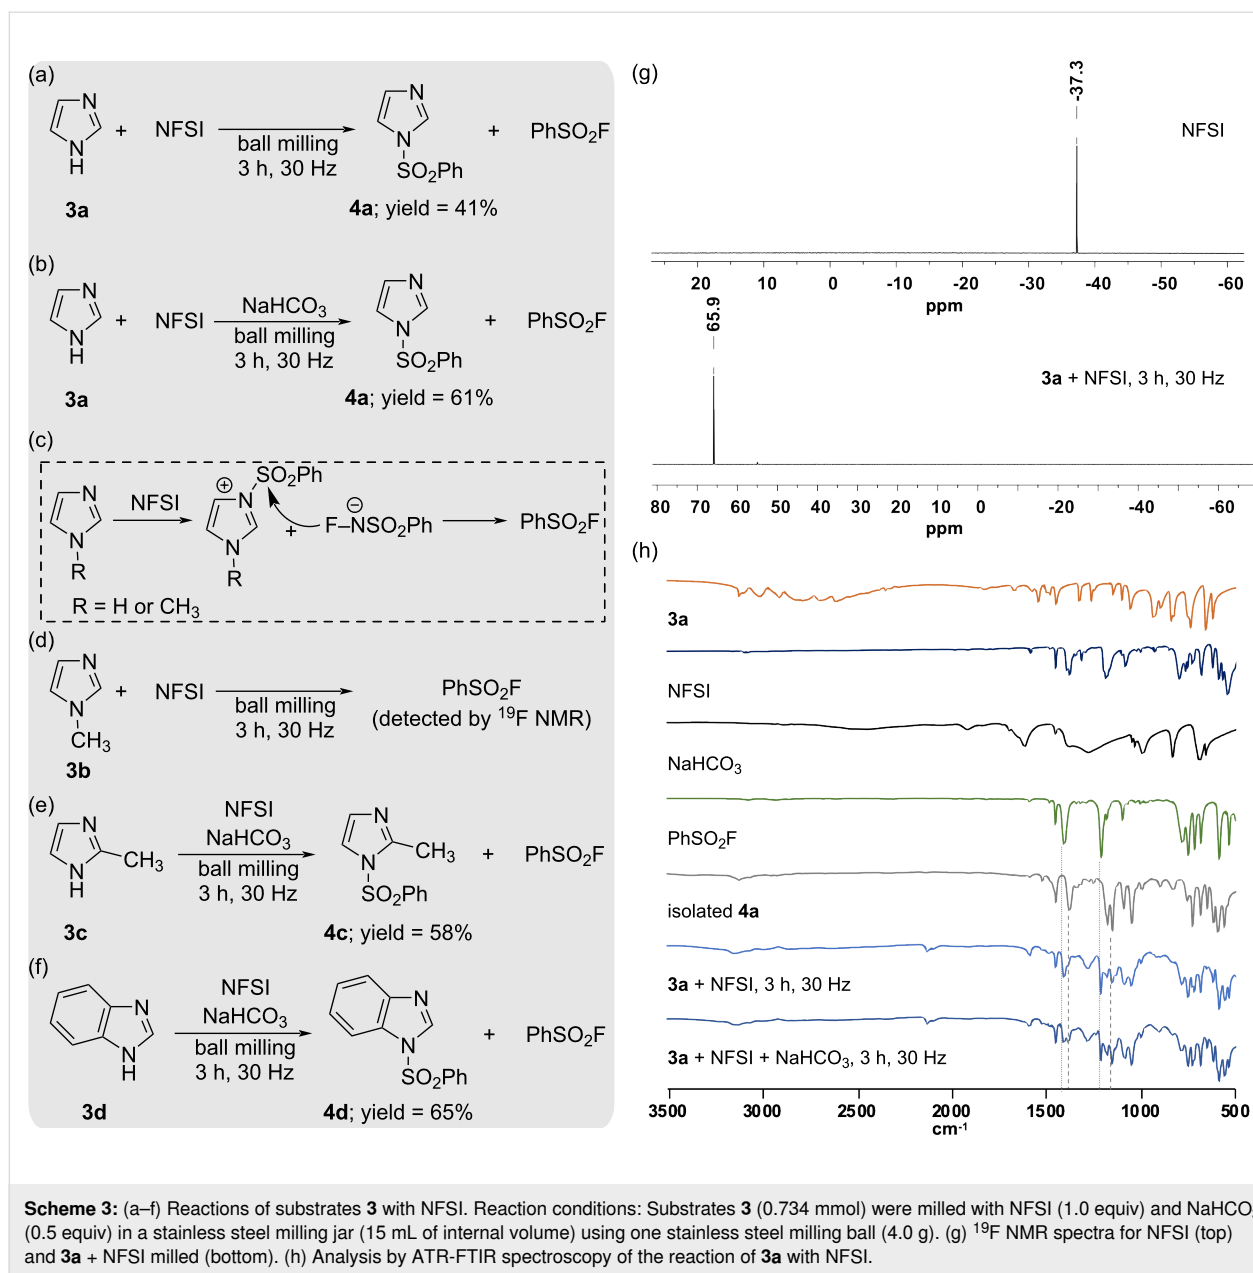 (a)
N
N
H
+
NFSI
ball milling
3 h, 30 Hz
N
N
SO₂Ph
+
PhSO₂F
3a
4a; yield = 41%
(b)
N
N
H
+
NFSI
NaHCO₃
ball milling
3 h, 30 Hz
N
N
SO₂Ph
+
PhSO₂F
3a
4a; yield = 61%
(c)
N
N
R
NFSI
⊕
SO₂Ph
N
N
R
+
⊖
F–NSO₂Ph
PhSO₂F
R = H or CH₃
(d)
N
N
CH₃
+
NFSI
ball milling
3 h, 30 Hz
PhSO₂F
(detected by ¹⁹F NMR)
3b
(e)
N
N
H
CH₃
NFSI
NaHCO₃
ball milling
3 h, 30 Hz
N
N
CH₃
SO₂Ph
+
PhSO₂F
3c
4c; yield = 58%
(f)
N
N
H
NFSI
NaHCO₃
ball milling
3 h, 30 Hz
N
N
SO₂Ph
+
PhSO₂F
3d
4d; yield = 65%
(g)
-37.3
NFSI
20 10 0 -10 -20 -30 -40 -50 -60
ppm
65.9
3a + NFSI, 3 h, 30 Hz
80 70 60 50 40 30 20 10 0 -20 -40 -60
ppm
(h)
3a
NFSI
NaHCO₃
PhSO₂F
isolated 4a
3a + NFSI, 3 h, 30 Hz
3a + NFSI + NaHCO₃, 3 h, 30 Hz
3500 3000 2500 2000 1500 1000 500
cm⁻¹
Scheme 3: (a–f) Reactions of substrates 3 with NFSI. Reaction conditions: Substrates 3 (0.734 mmol) were milled with NFSI (1.0 equiv) and NaHCO₃
(0.5 equiv) in a stainless steel milling jar (15 mL of internal volume) using one stainless steel milling ball (4.0 g). (g) ¹⁹F NMR spectra for NFSI (top)
and 3a + NFSI milled (bottom). (h) Analysis by ATR-FTIR spectroscopy of the reaction of 3a with NFSI.